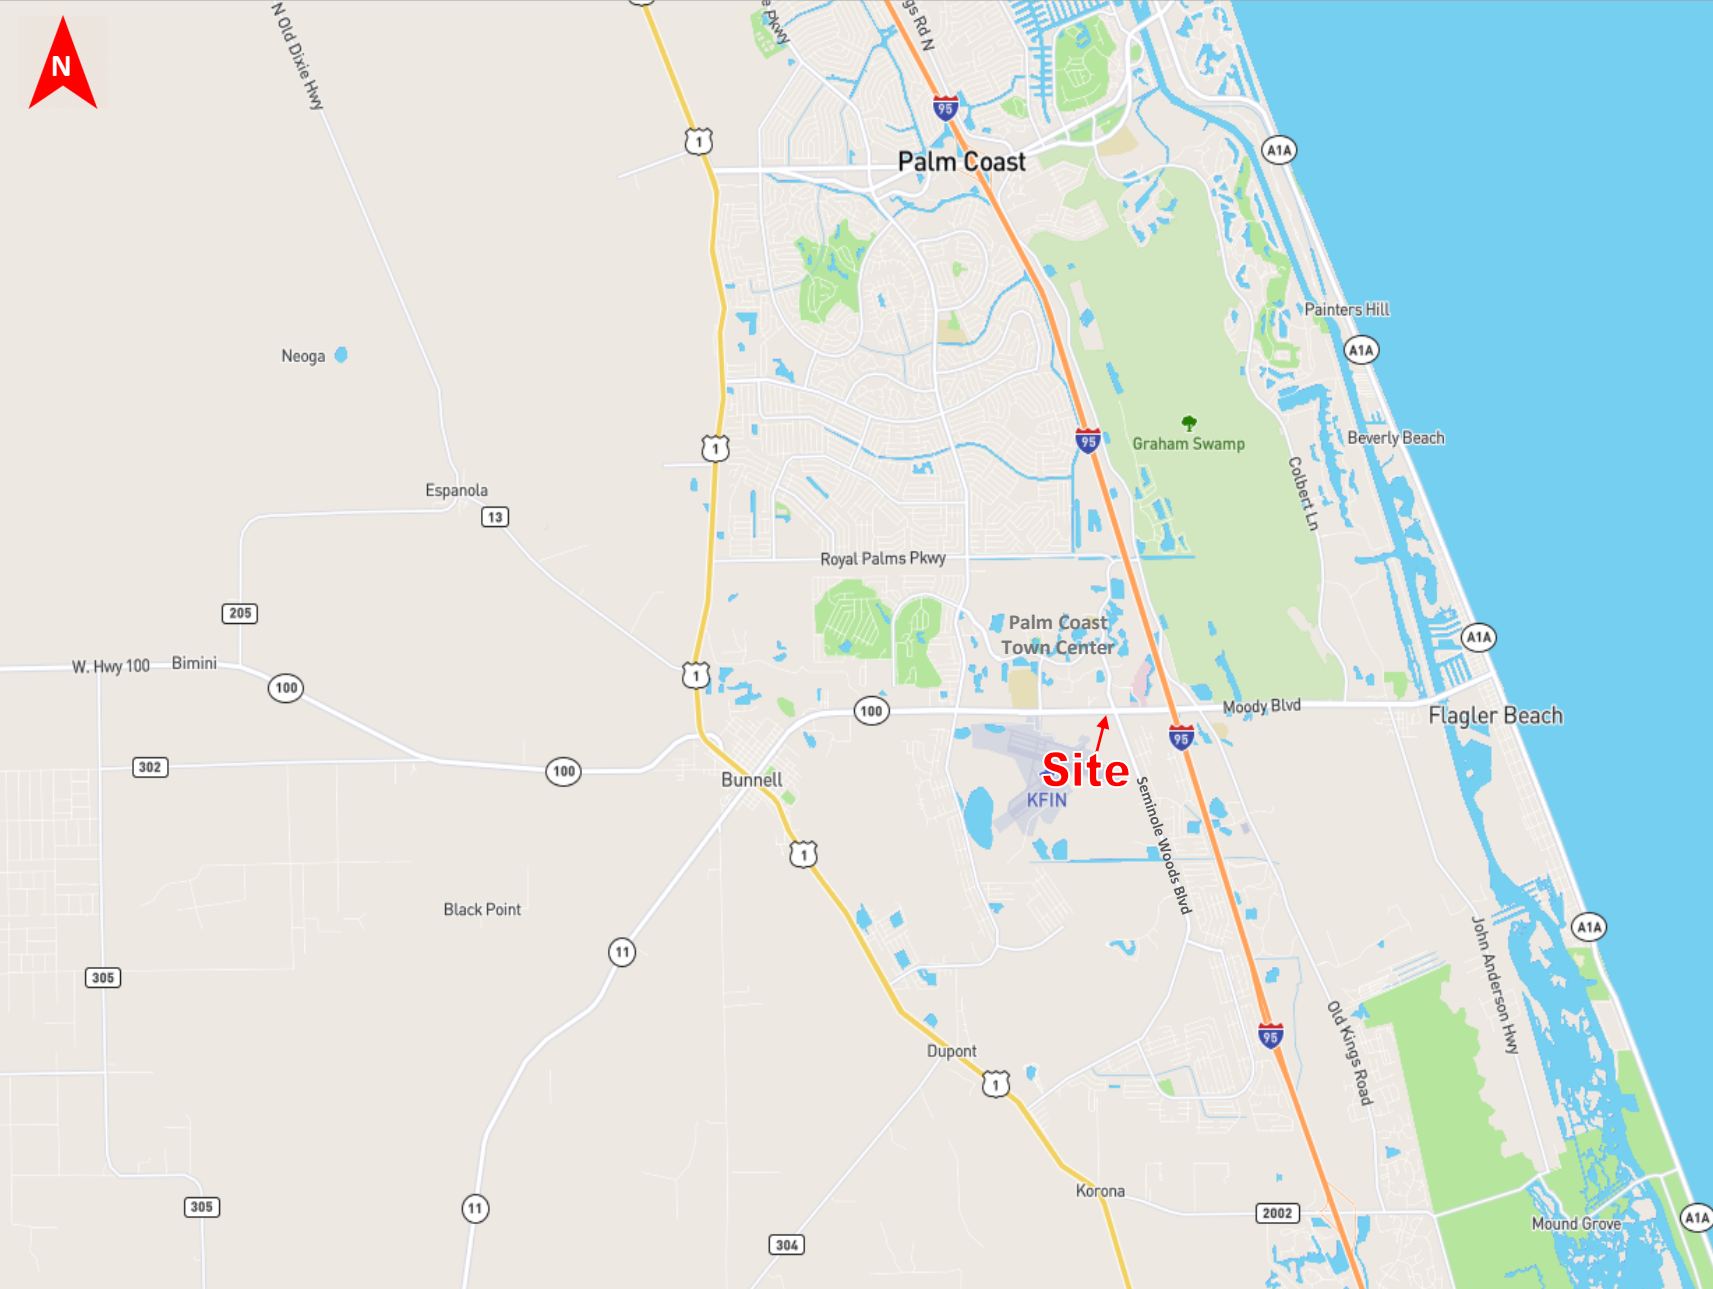 N Old Dixie Hwy
e Pkwy
gs Rd N
N
95
1
Palm Coast
A1A
Painters Hill
A1A
Neoga
Graham Swamp
95
Beverly Beach
1
Colbert Ln
Espanola
13
Royal Palms Pkwy
205
Palm Coast
Town Center
A1A
W. Hwy 100
Bimini
100
1
100
Moody Blvd
Flagler Beach
95
Site
302
100
Bunnell
KFIN
Seminole Woods Blvd
1
Black Point
11
A1A
John Anderson Hwy
305
Old Kings Road
95
Dupont
1
Korona
305
11
2002
A1A
Mound Grove
304